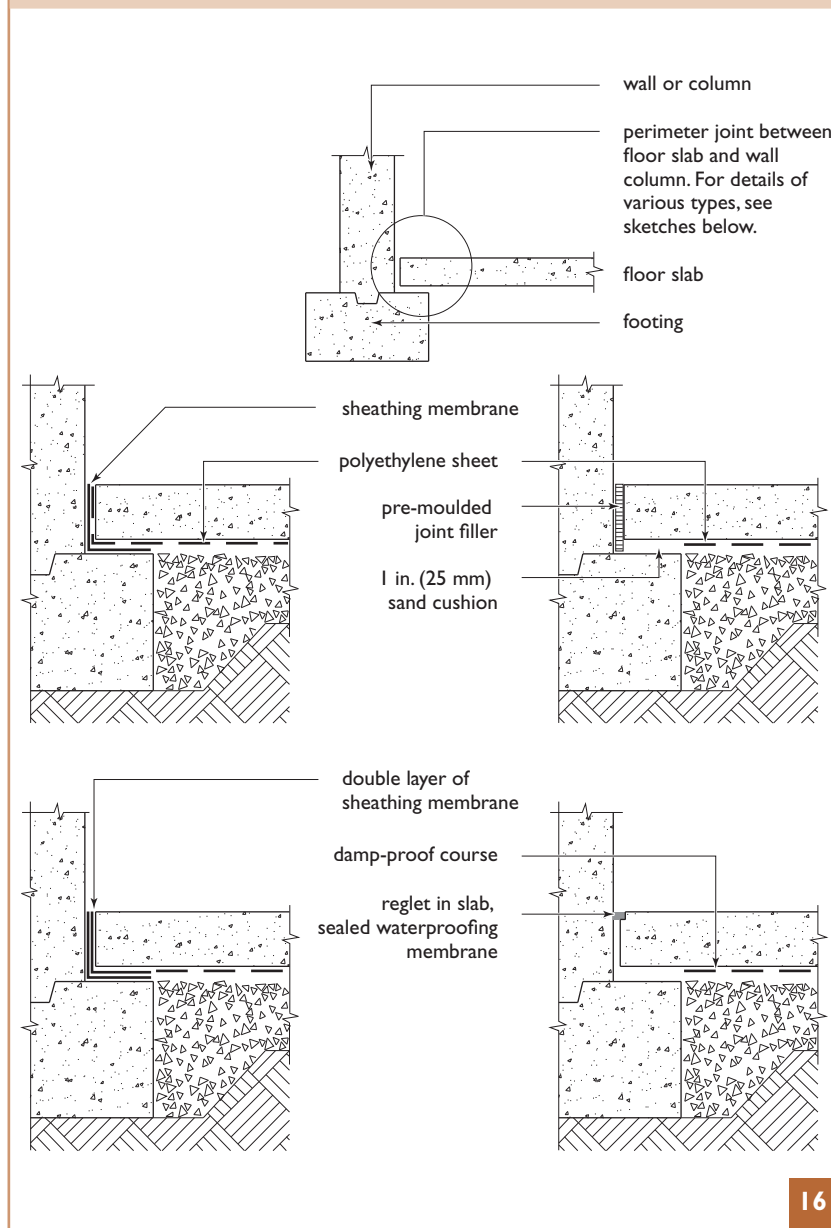 wall or column
perimeter joint between
floor slab and wall
column. For details of
various types, see
sketches below.
floor slab
footing
sheathing membrane
polyethylene sheet
pre-moulded
joint filler
1 in. (25 mm)
sand cushion
double layer of
sheathing membrane
damp-proof course
reglet in slab,
sealed waterproofing
membrane
16